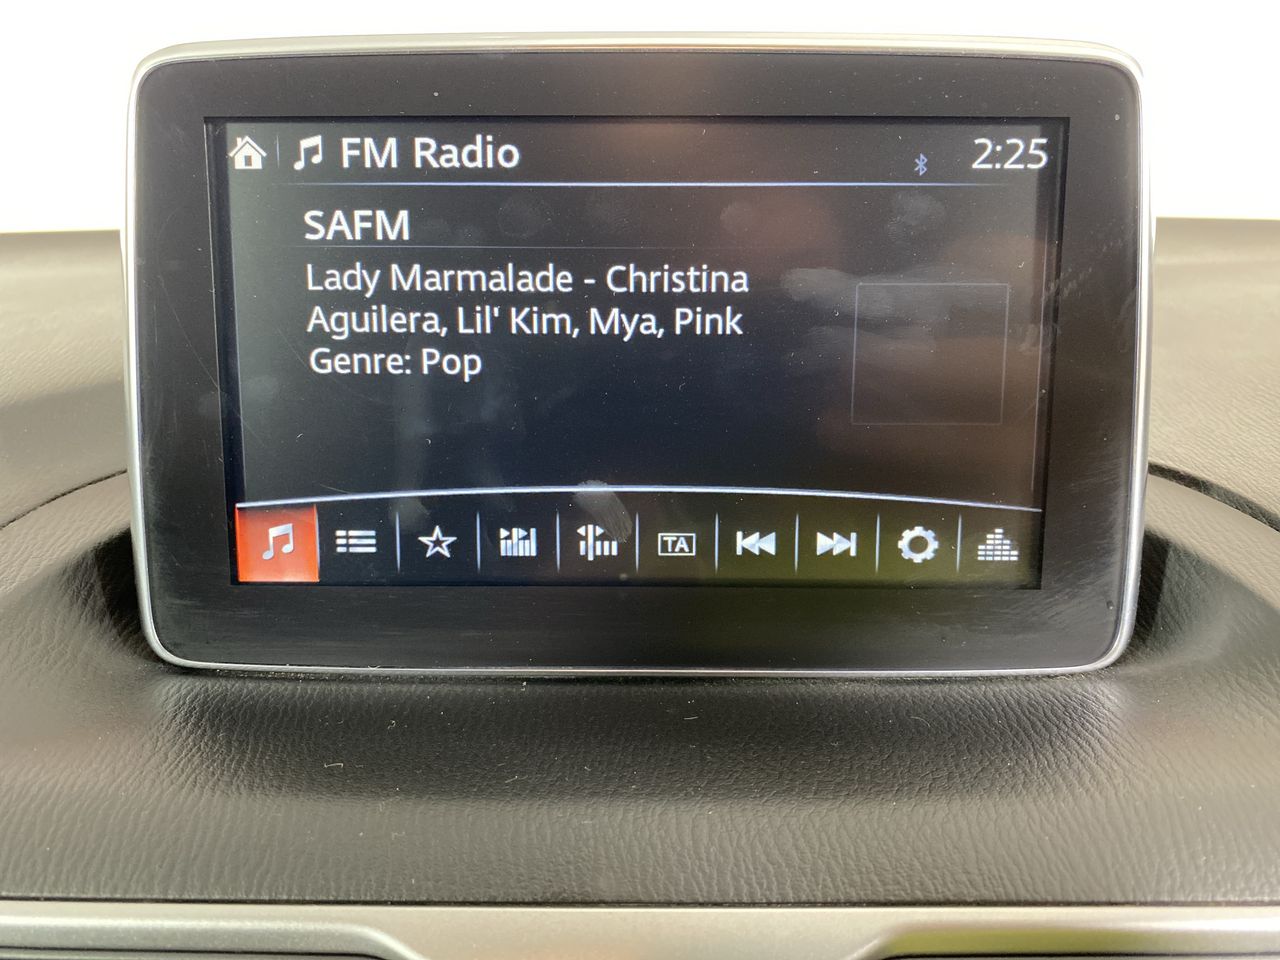 FM Radio 2:25
SAFM
Lady Marmalade - Christina
Aguilera, Lil' Kim, Mya, Pink
Genre: Pop
TA